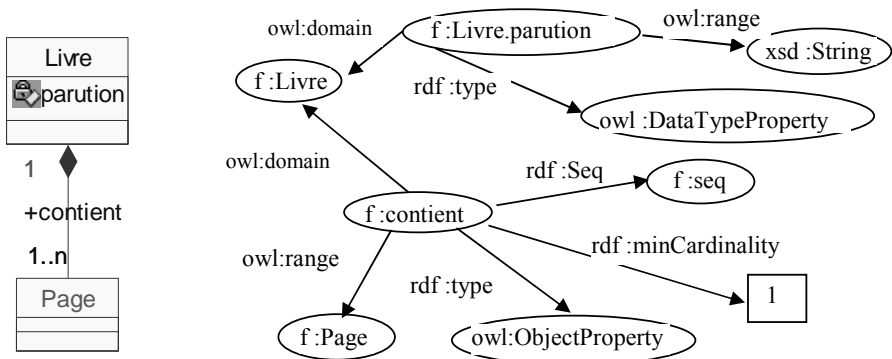 Livre
parution
1
+contient
1..n
Page
owl:domain
f :Livre.parution
owl:range
xsd :String
f :Livre
rdf :type
owl :DataTypeProperty
owl:domain
rdf :Seq
f :seq
f :contient
rdf :minCardinality
owl:range
rdf :type
1
f :Page
owl:ObjectProperty